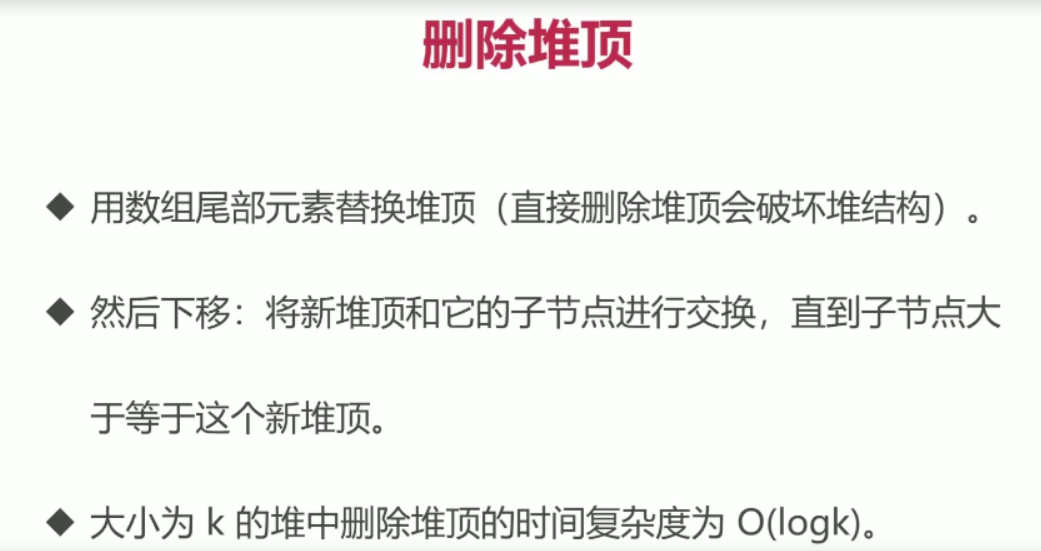 删除堆顶
◆ 用数组尾部元素替换堆顶（直接删除堆顶会破坏堆结构）。
◆ 然后下移：将新堆顶和它的子节点进行交换，直到子节点大
于等于这个新堆顶。
◆ 大小为 k 的堆中删除堆顶的时间复杂度为 O(logk)。